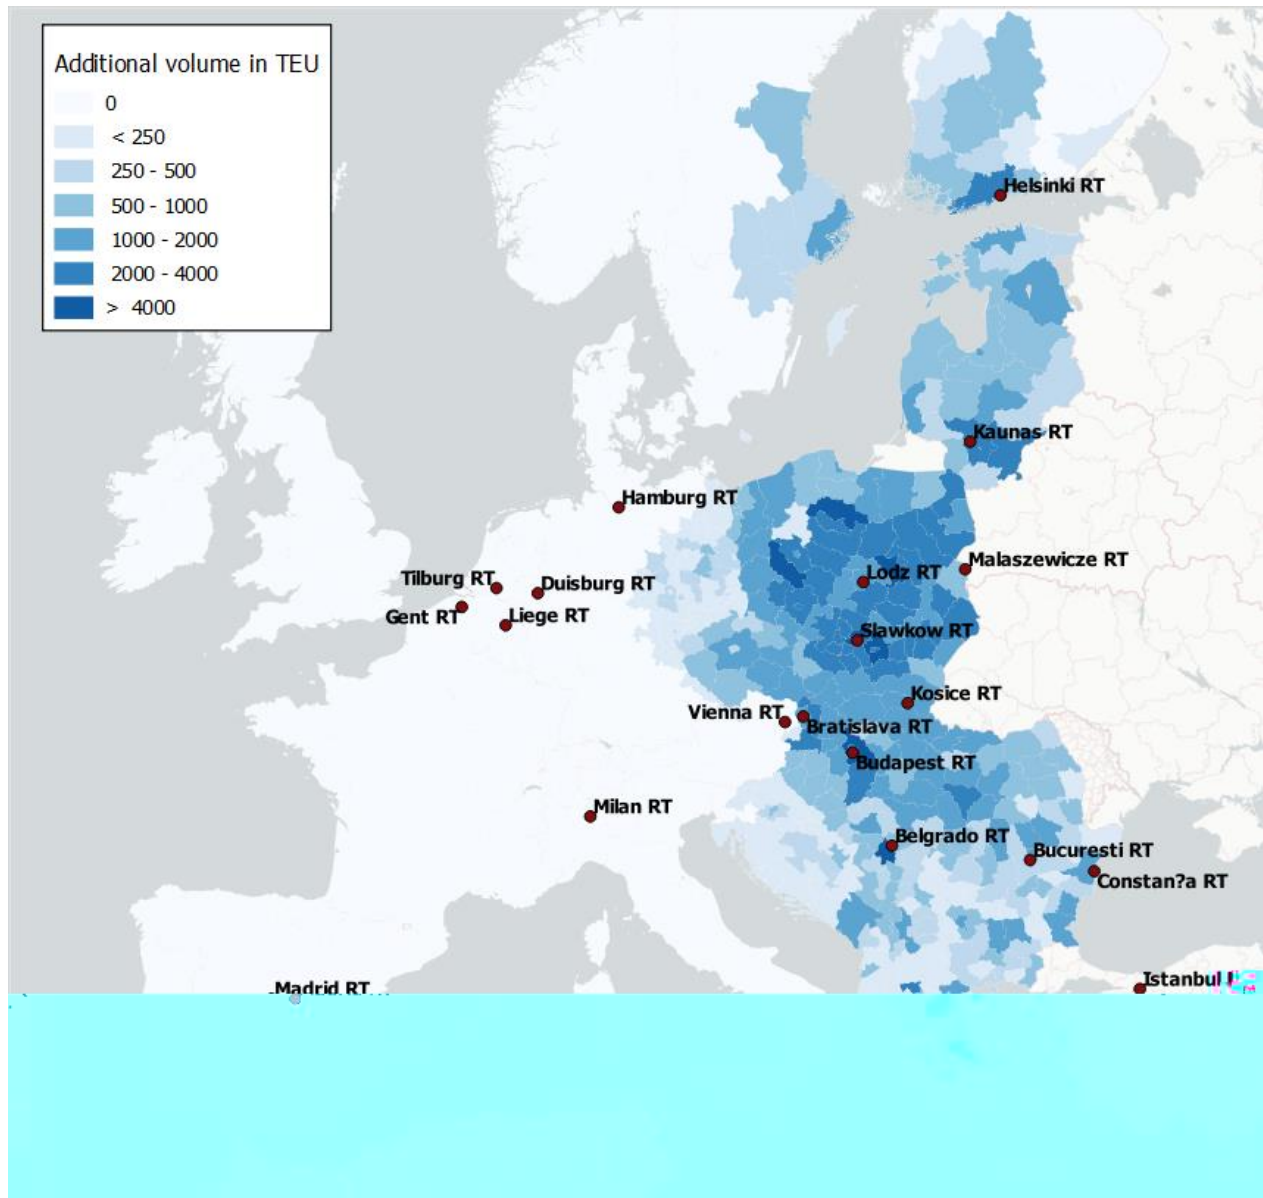 Additional volume in TEU
0
< 250
250 - 500
500 - 1000
1000 - 2000
2000 - 4000
> 4000
Helsinki RT
Kaunas RT
Hamburg RT
Malaszewicze RT
Tilburg RT
Duisburg RT
Lodz RT
Gent RT
Liege RT
Slawkow RT
Kosice RT
Vienna RT
Bratislava RT
Budapest RT
Milan RT
Belgrado RT
Bucuresti RT
Constan?a RT
Istanbul
Madrid RT